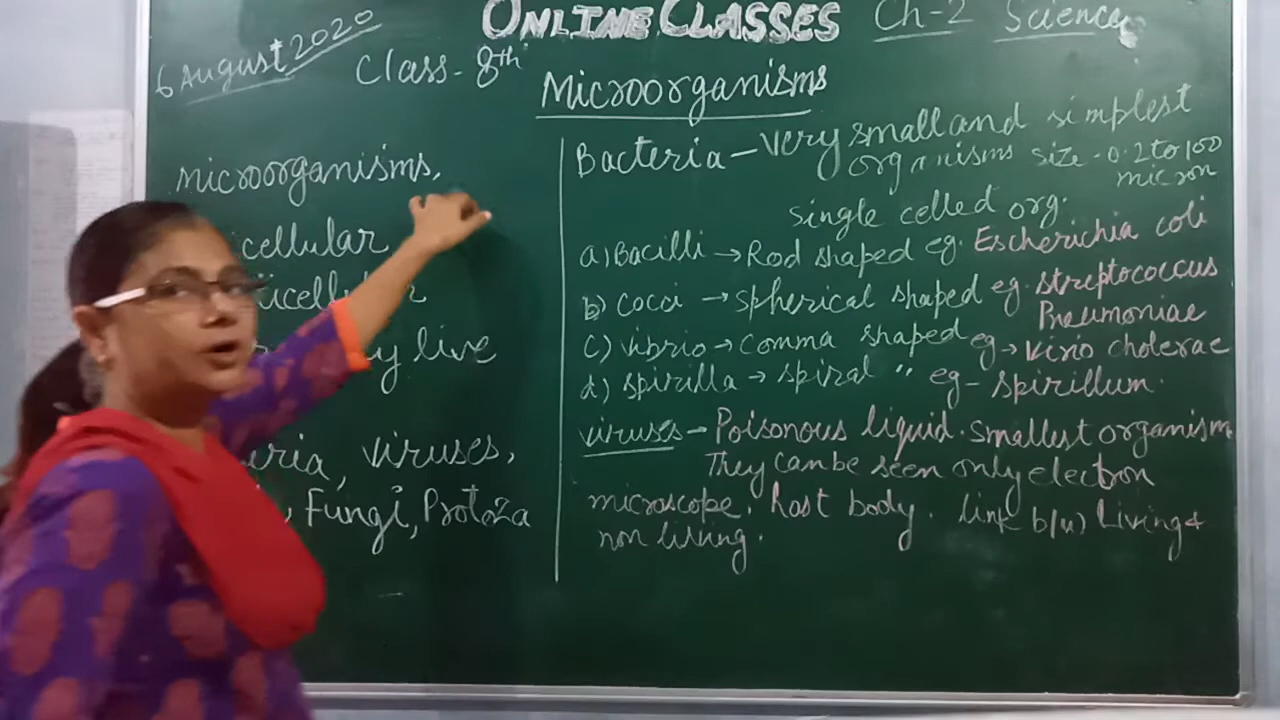 ONLINE CLASSES Ch-2 Science
6 August 2020
Class - 8th
Microorganisms
microorganisms,
cellular
live
viruses,
Fungi, Protoza
Bacteria - Very small and simplest
organisms size - 0.2 to 100
micron
single celled org.
a) Bacilli → Rod shaped eg. Escherichia coli
b) Cocci → spherical shaped eg. streptococcus
Pneumoniae
c) Vibrio → comma shaped eg → Virio cholerae
d) spirilla → spiral " eg - spirillum.
viruses - Poisonous liquid. smallest organism
They can be seen only electron
microscope. host body. link b/w Living &
non living.